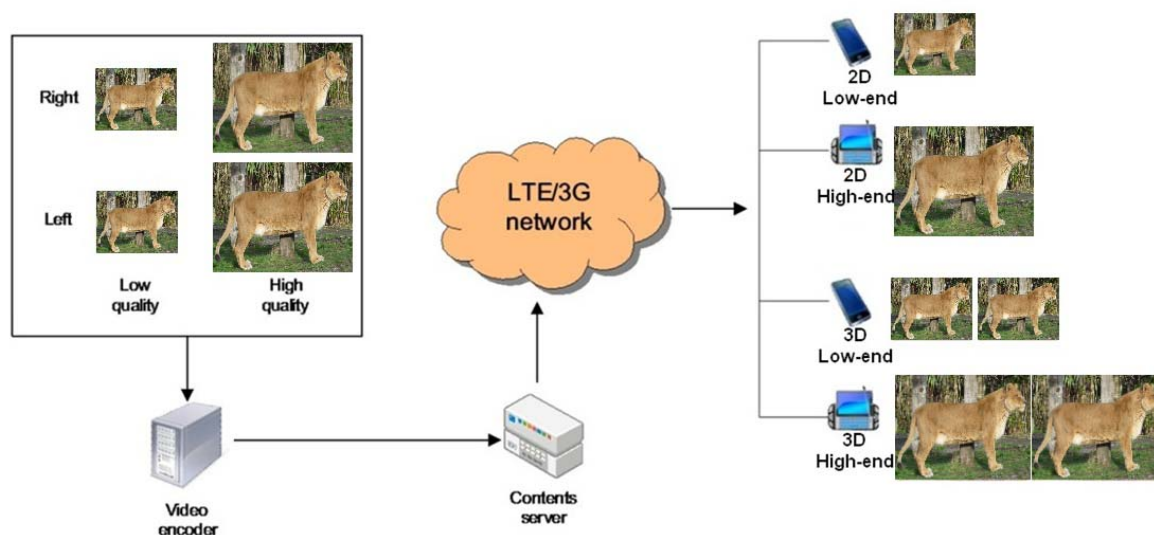 Right
Left
Low
quality
High
quality
Video
encoder
Contents
server
LTE/3G
network
2D
Low-end
2D
High-end
3D
Low-end
3D
High-end